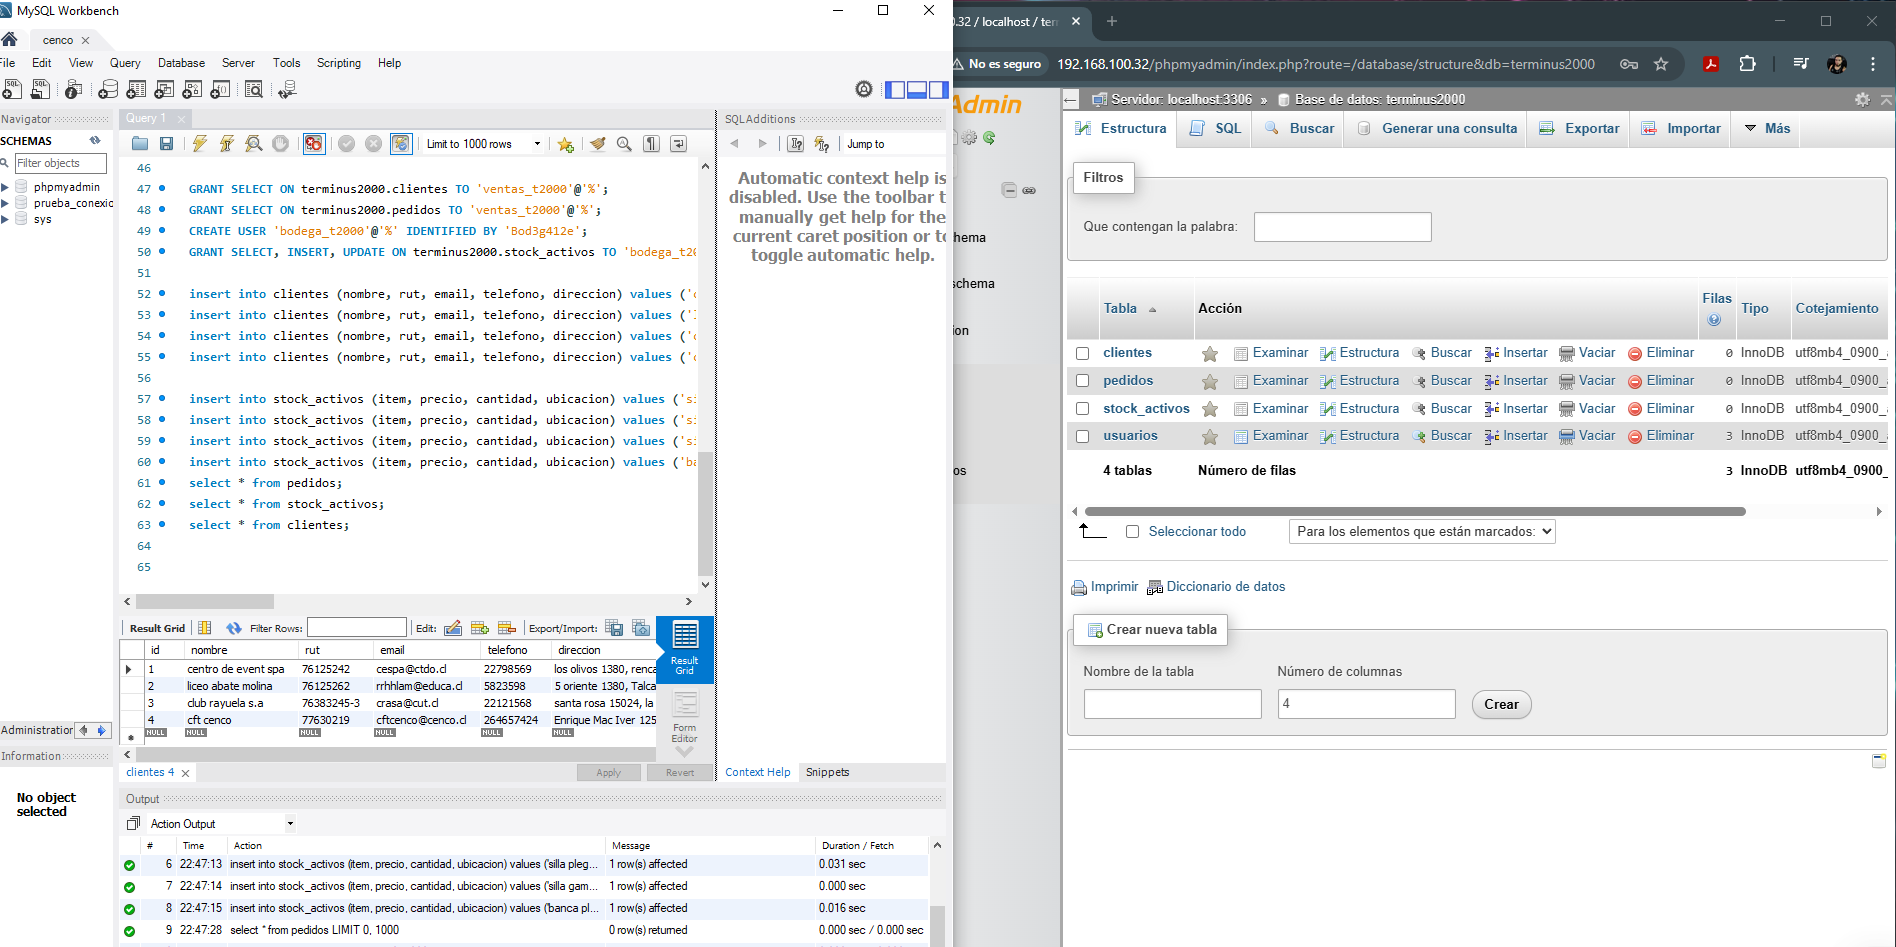 MySQL Workbench
cenco
File Edit View Query Database Server Tools Scripting Help
Navigator
SCHEMAS
Filter objects
phpmyadmin
prueba_conexio
sys
Administration
Information
No object
selected
Query 1
Limit to 1000 rows
46
47 GRANT SELECT ON terminus2000.clientes TO 'ventas_t2000'@'%';
48 GRANT SELECT ON terminus2000.pedidos TO 'ventas_t2000'@'%';
49 CREATE USER 'bodega_t2000'@'%' IDENTIFIED BY 'Bod3g412e';
50 GRANT SELECT, INSERT, UPDATE ON terminus2000.stock_activos TO 'bodega_t20
51
52 insert into clientes (nombre, rut, email, telefono, direccion) values ('c
53 insert into clientes (nombre, rut, email, telefono, direccion) values ('l
54 insert into clientes (nombre, rut, email, telefono, direccion) values ('c
55 insert into clientes (nombre, rut, email, telefono, direccion) values ('c
56
57 insert into stock_activos (item, precio, cantidad, ubicacion) values ('si
58 insert into stock_activos (item, precio, cantidad, ubicacion) values ('si
59 insert into stock_activos (item, precio, cantidad, ubicacion) values ('si
60 insert into stock_activos (item, precio, cantidad, ubicacion) values ('ba
61 select * from pedidos;
62 select * from stock_activos;
63 select * from clientes;
64
65
Result Grid Filter Rows: Edit: Export/Import:
id nombre rut email telefono direccion
1 centro de event spa 76125242 cespa@ctdo.cl 22798569 los olivos 1380, renca
2 liceo abate molina 76125262 rrhhlam@educa.cl 5823598 5 oriente 1380, Talca
3 club rayuela s.a 76383245-3 crasa@cut.cl 22121568 santa rosa 15024, la
4 cft cenco 77630219 cftcenco@cenco.cl 264657424 Enrique Mac Iver 125
NULL NULL NULL NULL NULL NULL
Result
Grid
Form
Editor
clientes 4
Apply Revert
SQLAdditions
Jump to
Automatic context help is
disabled. Use the toolbar t
manually get help for the
current caret position or to
toggle automatic help.
Context Help Snippets
Output
Action Output
# Time Action Message Duration / Fetch
6 22:47:13 insert into stock_activos (item, precio, cantidad, ubicacion) values ('silla pleg... 1 row(s) affected 0.031 sec
7 22:47:14 insert into stock_activos (item, precio, cantidad, ubicacion) values ('silla gam... 1 row(s) affected 0.000 sec
8 22:47:15 insert into stock_activos (item, precio, cantidad, ubicacion) values ('banca pl... 1 row(s) affected 0.016 sec
9 22:47:28 select * from pedidos LIMIT 0, 1000 0 row(s) returned 0.000 sec / 0.000 sec
0.32 / localhost / ter
No es seguro 192.168.100.32/phpmyadmin/index.php?route=/database/structure&db=terminus2000
Admin
schema
schema
ion
os
Servidor: localhost:3306 » Base de datos: terminus2000
Estructura SQL Buscar Generar una consulta Exportar Importar Más
Filtros
Que contengan la palabra:
Tabla Acción Filas Tipo Cotejamiento
clientes Examinar Estructura Buscar Insertar Vaciar Eliminar 0 InnoDB utf8mb4_0900_
pedidos Examinar Estructura Buscar Insertar Vaciar Eliminar 0 InnoDB utf8mb4_0900_
stock_activos Examinar Estructura Buscar Insertar Vaciar Eliminar 0 InnoDB utf8mb4_0900_
usuarios Examinar Estructura Buscar Insertar Vaciar Eliminar 3 InnoDB utf8mb4_0900_
4 tablas Número de filas 3 InnoDB utf8mb4_0900_
Seleccionar todo Para los elementos que están marcados:
Imprimir Diccionario de datos
Crear nueva tabla
Nombre de la tabla Número de columnas
4 Crear